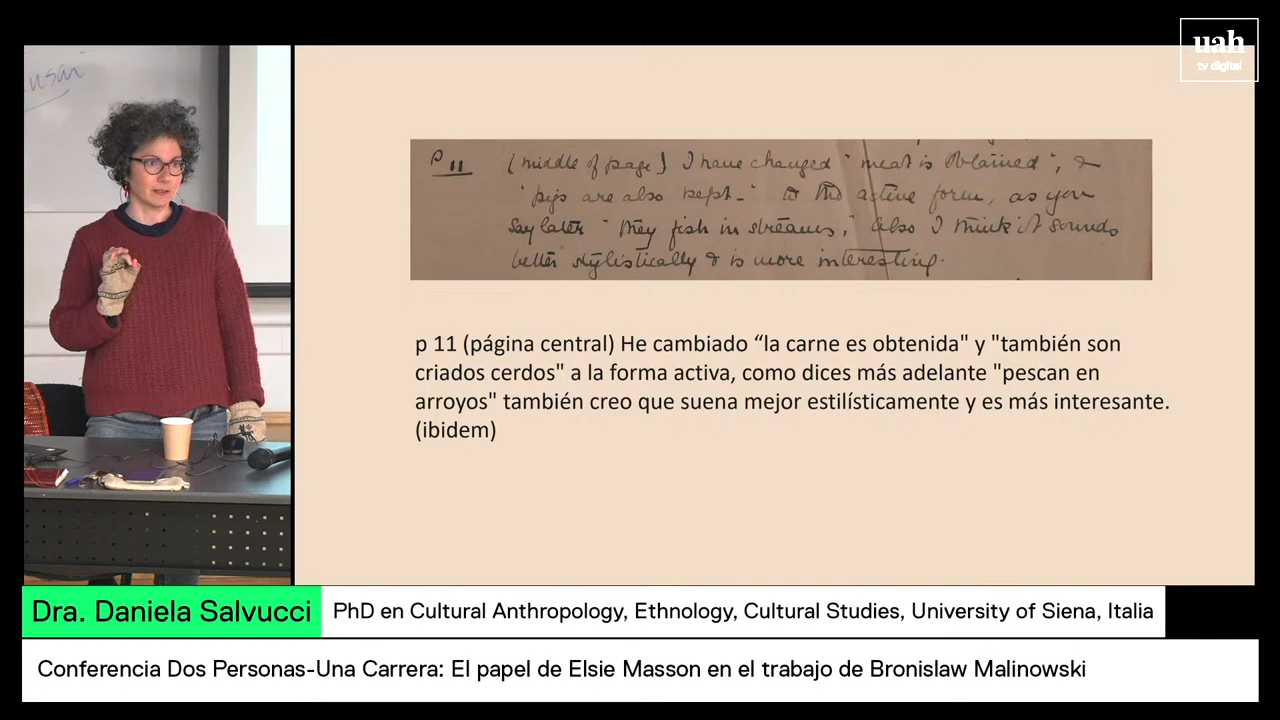 uah
tv digital
p 11 (middle of page) I have changed "meat is obtained", &
"pigs are also kept" to the active form, as you
say later "they fish in streams," Also I think it sounds
better stylistically & is more interesting.
p 11 (página central) He cambiado “la carne es obtenida" y "también son
criados cerdos" a la forma activa, como dices más adelante "pescan en
arroyos" también creo que suena mejor estilísticamente y es más interesante.
(ibidem)
Dra. Daniela Salvucci
PhD en Cultural Anthropology, Ethnology, Cultural Studies, University of Siena, Italia
Conferencia Dos Personas-Una Carrera: El papel de Elsie Masson en el trabajo de Bronislaw Malinowski